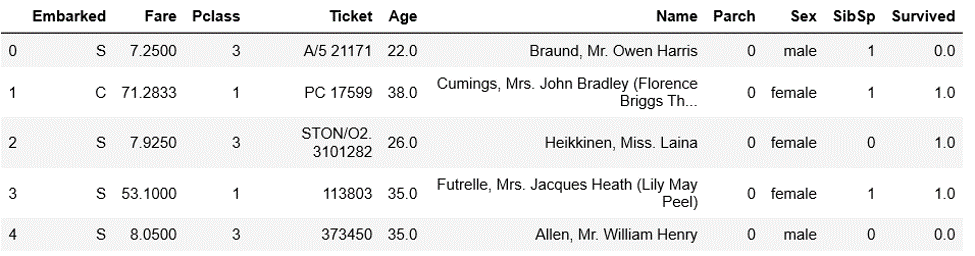 Embarked Fare Pclass Ticket Age Name Parch Sex SibSp Survived
0 S 7.2500 3 A/5 21171 22.0 Braund, Mr. Owen Harris 0 male 1 0.0
1 C 71.2833 1 PC 17599 38.0 Cumings, Mrs. John Bradley (Florence
Briggs Th... 0 female 1 1.0
2 S 7.9250 3 STON/O2.
3101282 26.0 Heikkinen, Miss. Laina 0 female 0 1.0
3 S 53.1000 1 113803 35.0 Futrelle, Mrs. Jacques Heath (Lily May
Peel) 0 female 1 1.0
4 S 8.0500 3 373450 35.0 Allen, Mr. William Henry 0 male 0 0.0